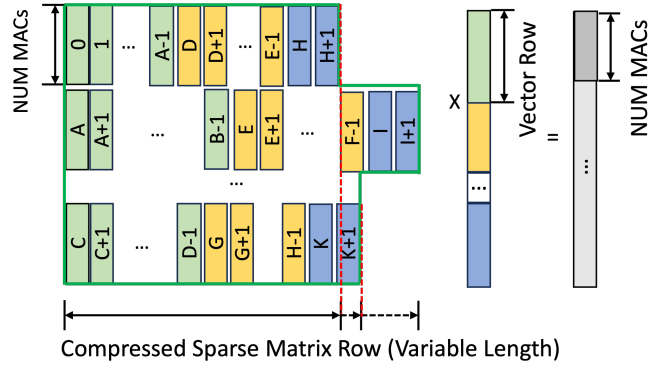 NUM MACs
0 1 ... A-1 D D+1 ... E-1 H H+1
A A+1 ... B-1 E E+1 ... F-1 I I+1
...
C C+1 ... D-1 G G+1 H-1 K K+1
x
Vector Row
...
=
...
NUM MACs
Compressed Sparse Matrix Row (Variable Length)